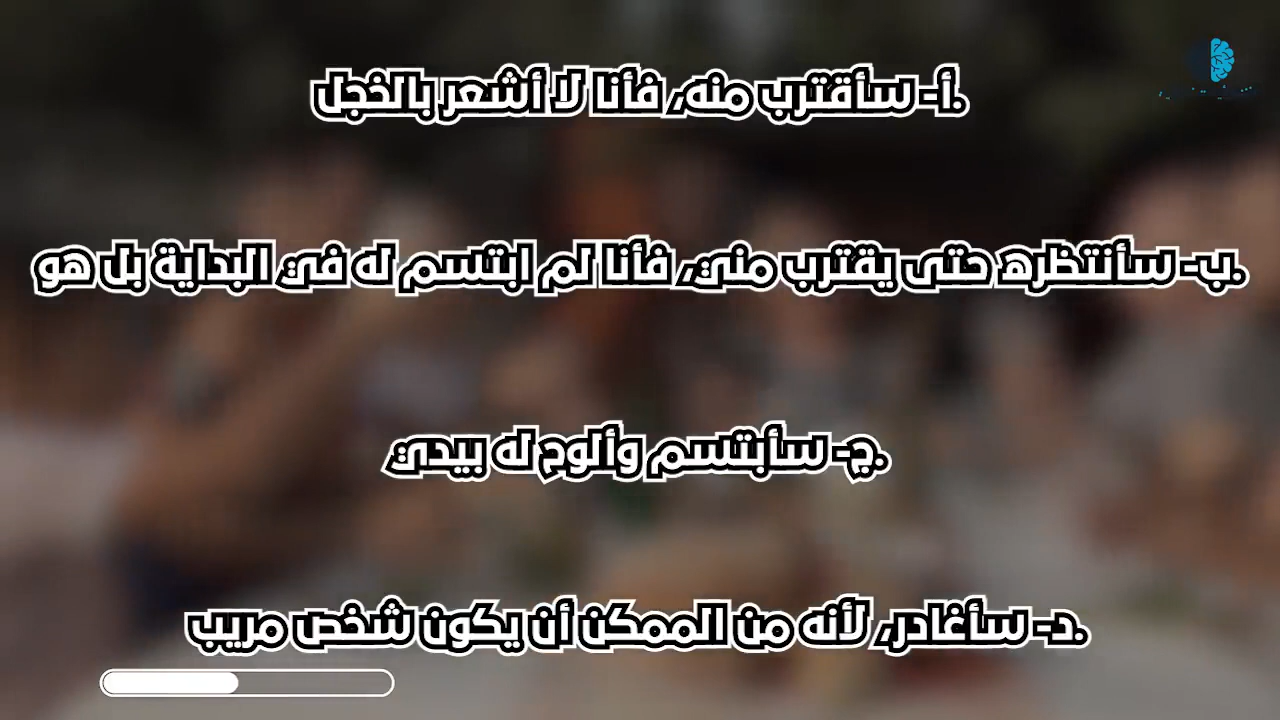 أ- سأقترب منه, فأنا لا أشعر بالخجل.
ب- سأنتظره حتى يقترب مني, فأنا لم ابتسم له في البداية بل هو.
ج- سأبتسم وألوح له بيدي.
د- سأغادر, لأنه من الممكن أن يكون شخص مريب.